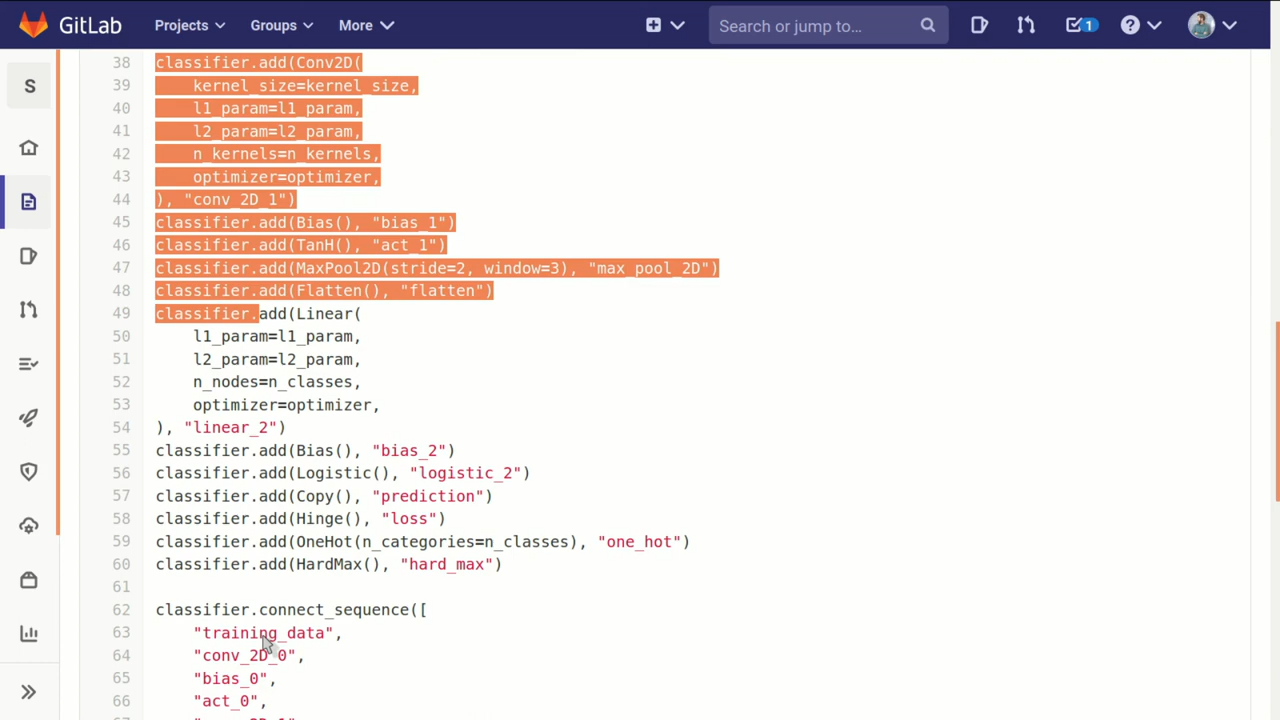 GitLab Projects Groups More Search or jump to... 1
S
38 classifier.add(Conv2D(
39 kernel_size=kernel_size,
40 l1_param=l1_param,
41 l2_param=l2_param,
42 n_kernels=n_kernels,
43 optimizer=optimizer,
44 ), "conv_2D_1")
45 classifier.add(Bias(), "bias_1")
46 classifier.add(TanH(), "act_1")
47 classifier.add(MaxPool2D(stride=2, window=3), "max_pool_2D")
48 classifier.add(Flatten(), "flatten")
49 classifier.add(Linear(
50 l1_param=l1_param,
51 l2_param=l2_param,
52 n_nodes=n_classes,
53 optimizer=optimizer,
54 ), "linear_2")
55 classifier.add(Bias(), "bias_2")
56 classifier.add(Logistic(), "logistic_2")
57 classifier.add(Copy(), "prediction")
58 classifier.add(Hinge(), "loss")
59 classifier.add(OneHot(n_categories=n_classes), "one_hot")
60 classifier.add(HardMax(), "hard_max")
61
62 classifier.connect_sequence([
63 "training_data",
64 "conv_2D_0",
65 "bias_0",
66 "act_0",